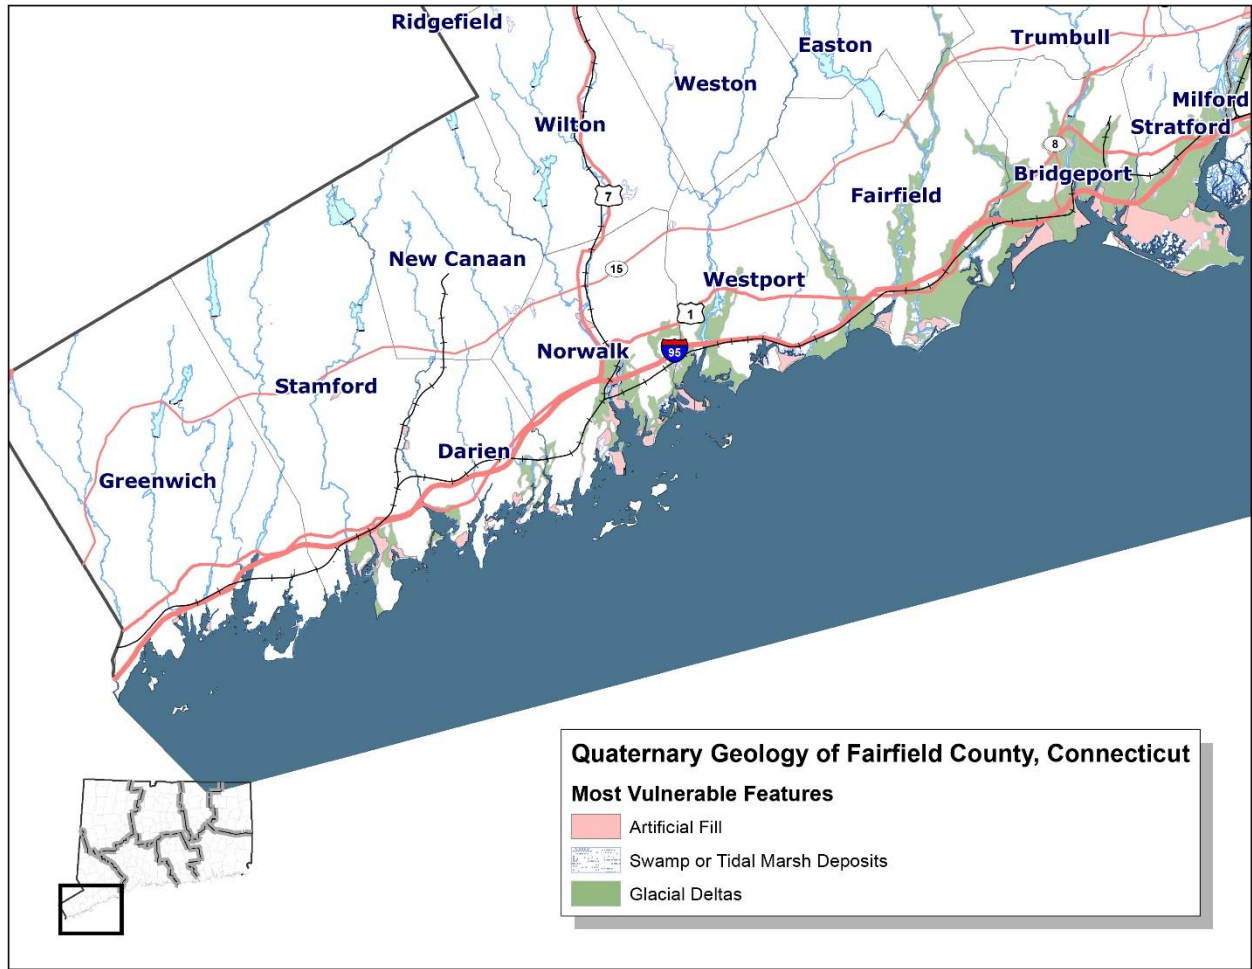 Ridgefield
Easton
Trumbull
Weston
Milford
Wilton
Stratford
8
Bridgeport
7
Fairfield
New Canaan
15
Westport
1
Norwalk
95
Stamford
Darien
Greenwich
Quaternary Geology of Fairfield County, Connecticut
Most Vulnerable Features
Artificial Fill
Swamp or Tidal Marsh Deposits
Glacial Deltas